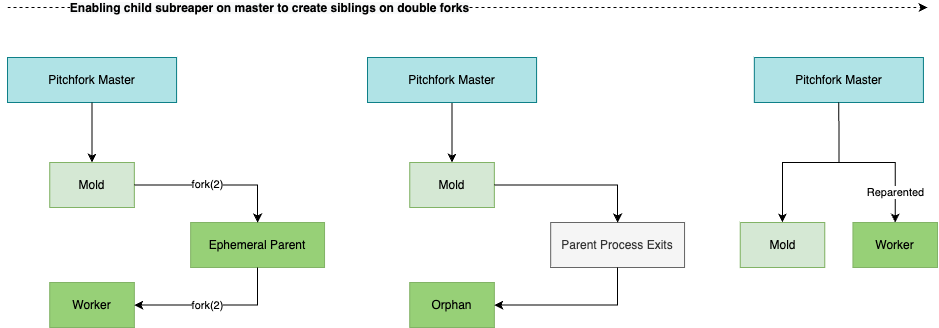 Enabling child subreaper on master to create siblings on double forks
Pitchfork Master
Mold
fork(2)
Ephemeral Parent
Worker
fork(2)
Pitchfork Master
Mold
Parent Process Exits
Orphan
Pitchfork Master
Reparented
Mold
Worker